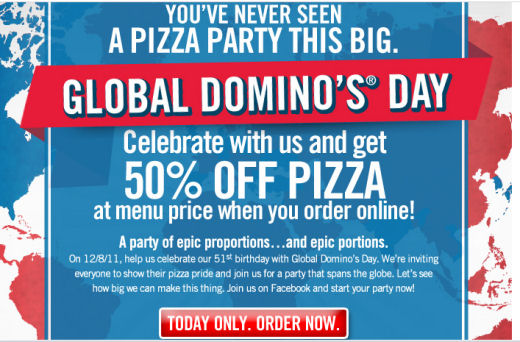 YOU'VE NEVER SEEN
A PIZZA PARTY THIS BIG.
GLOBAL DOMINO'S® DAY
Celebrate with us and get
50% OFF PIZZA
at menu price when you order online!
A party of epic proportions...and epic portions.
On 12/8/11, help us celebrate our 51st birthday with Global Domino's Day. We're inviting
everyone to show their pizza pride and join us for a party that spans the globe. Let's see
how big we can make this thing. Join us on Facebook and start your party now!
TODAY ONLY. ORDER NOW.